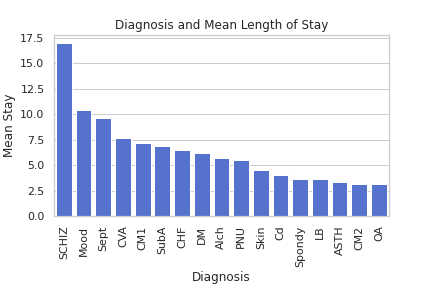 Diagnosis and Mean Length of Stay
Mean Stay
17.5
15.0
12.5
10.0
7.5
5.0
2.5
0.0
SCHIZ
Mood
Sept
CVA
CM1
SubA
CHF
DM
Alch
PNU
Skin
Cd
Spondy
LB
ASTH
CM2
OA
Diagnosis